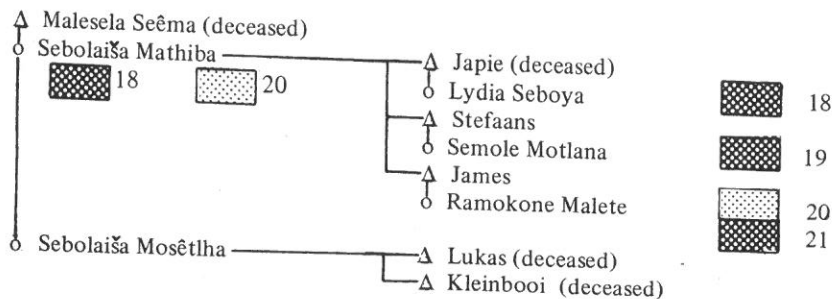 Malesela Seêma (deceased)
Sebolaiša Mathiba
Japie (deceased)
18 20
Lydia Seboya 18
Stefaans
Semole Motlana 19
James
Ramokone Malete 20
21
Sebolaiša Mosêtlha
Lukas (deceased)
Kleinbooi (deceased)